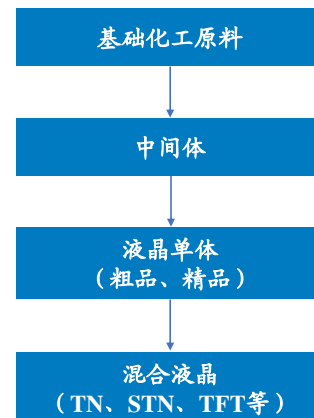 基础化工原料
中间体
液晶单体
（粗品、精品）
混合液晶
（TN、STN、TFT等）